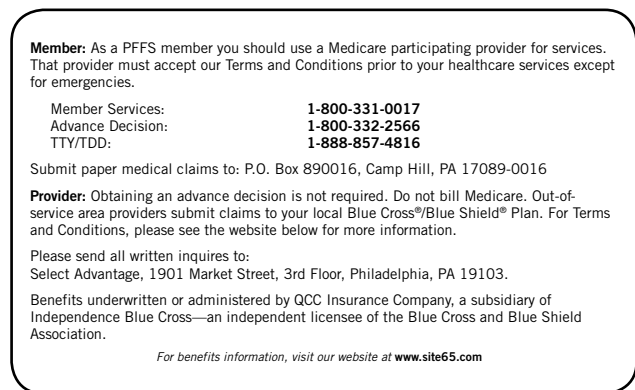 Member: As a PFFS member you should use a Medicare participating provider for services.
That provider must accept our Terms and Conditions prior to your healthcare services except
for emergencies.
Member Services: 1-800-331-0017
Advance Decision: 1-800-332-2566
TTY/TDD: 1-888-857-4816
Submit paper medical claims to: P.O. Box 890016, Camp Hill, PA 17089-0016
Provider: Obtaining an advance decision is not required. Do not bill Medicare. Out-of-
service area providers submit claims to your local Blue Cross®/Blue Shield® Plan. For Terms
and Conditions, please see the website below for more information.
Please send all written inquires to:
Select Advantage, 1901 Market Street, 3rd Floor, Philadelphia, PA 19103.
Benefits underwritten or administered by QCC Insurance Company, a subsidiary of
Independence Blue Cross—an independent licensee of the Blue Cross and Blue Shield
Association.
For benefits information, visit our website at www.site65.com